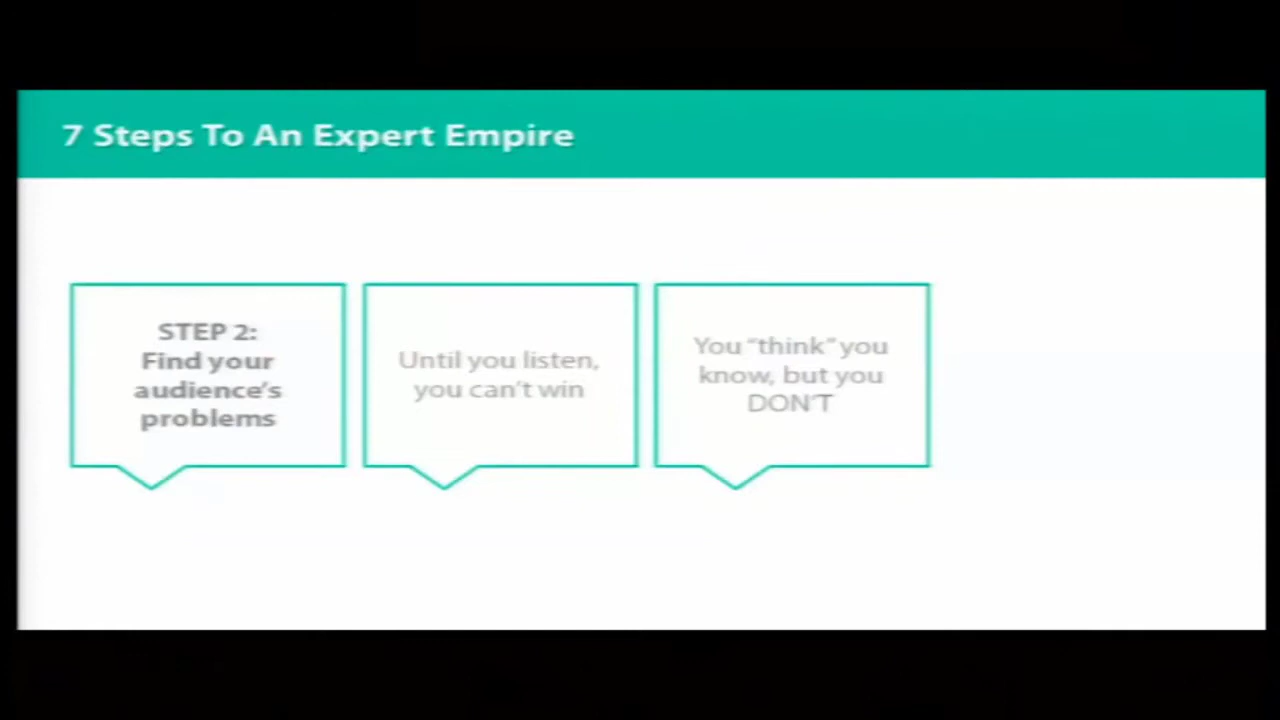 7 Steps To An Expert Empire
STEP 2:
Find your
audience's
problems
Until you listen,
you can't win
You "think" you
know, but you
DON'T